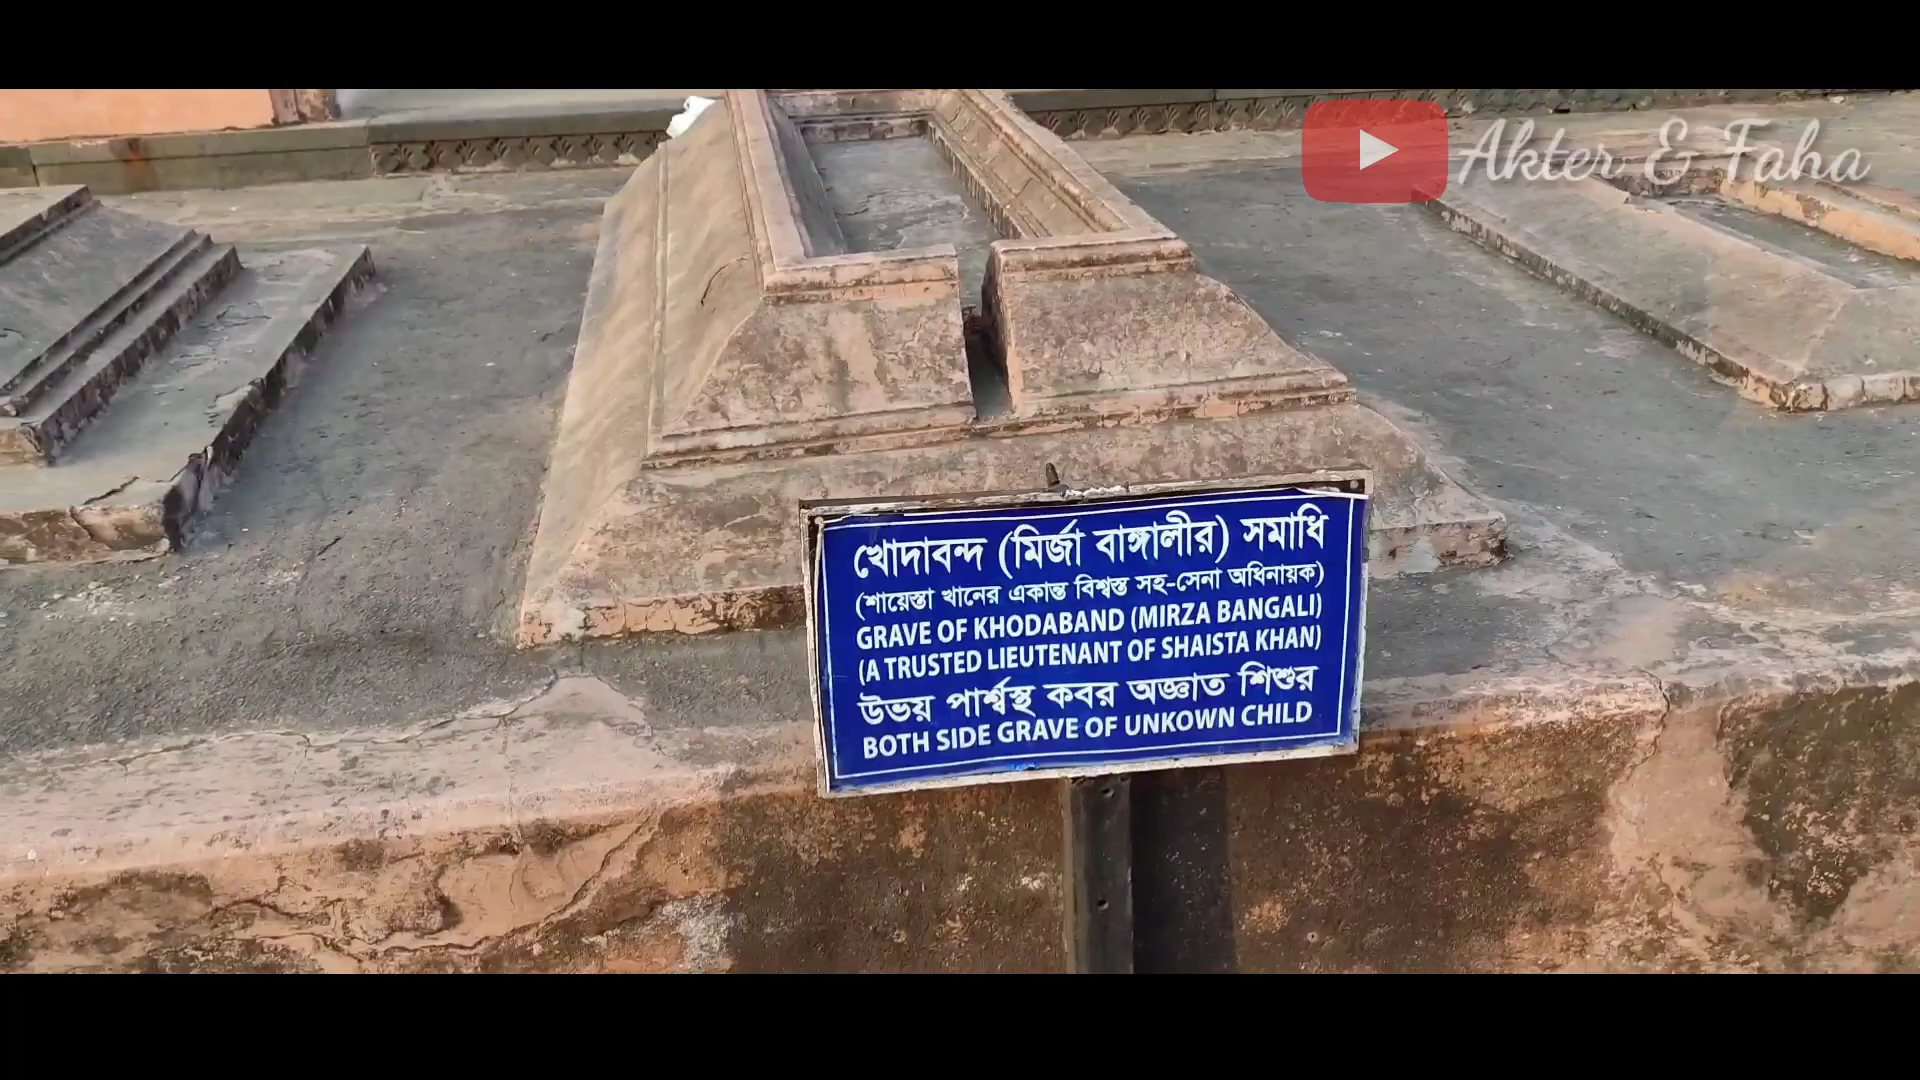 Akter & Faha
খোদাবন্দ (মির্জা বাঙ্গালীর) সমাধি
(শায়েস্তা খানের একান্ত বিশ্বস্ত সহ-সেনা অধিনায়ক)
GRAVE OF KHODABAND (MIRZA BANGALI)
(A TRUSTED LIEUTENANT OF SHAISTA KHAN)
উভয় পার্শ্বস্থ কবর অজ্ঞাত শিশুর
BOTH SIDE GRAVE OF UNKOWN CHILD